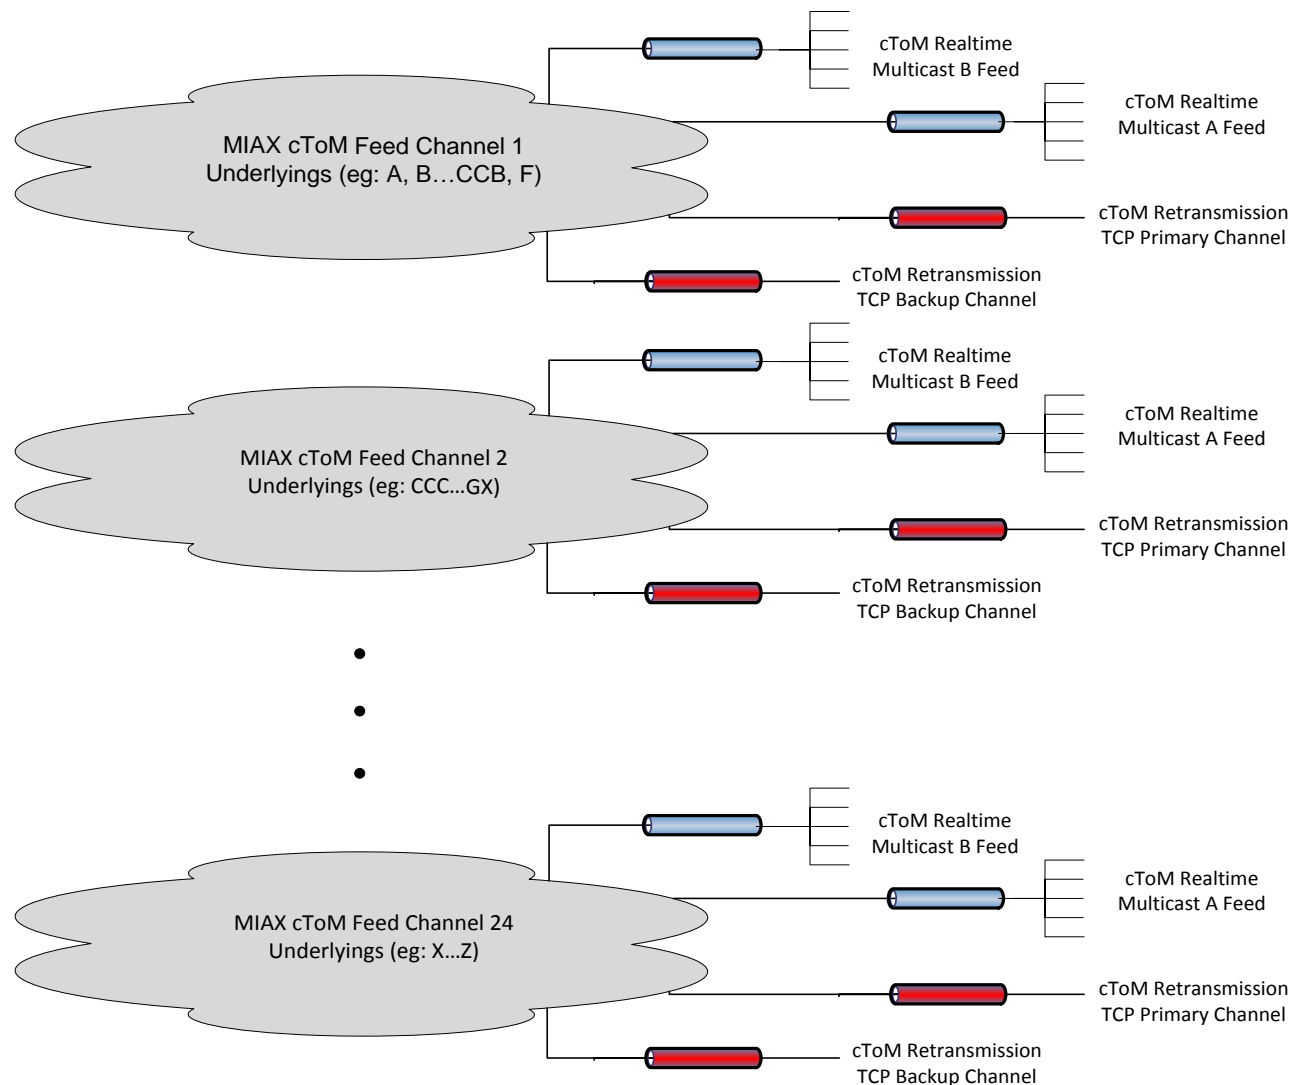 cToM Realtime
Multicast B Feed
cToM Realtime
Multicast A Feed
MIAX cToM Feed Channel 1
Underlyings (eg: A, B…CCB, F)
cToM Retransmission
TCP Primary Channel
cToM Retransmission
TCP Backup Channel
cToM Realtime
Multicast B Feed
cToM Realtime
Multicast A Feed
MIAX cToM Feed Channel 2
Underlyings (eg: CCC…GX)
cToM Retransmission
TCP Primary Channel
cToM Retransmission
TCP Backup Channel
cToM Realtime
Multicast B Feed
cToM Realtime
Multicast A Feed
MIAX cToM Feed Channel 24
Underlyings (eg: X…Z)
cToM Retransmission
TCP Primary Channel
cToM Retransmission
TCP Backup Channel